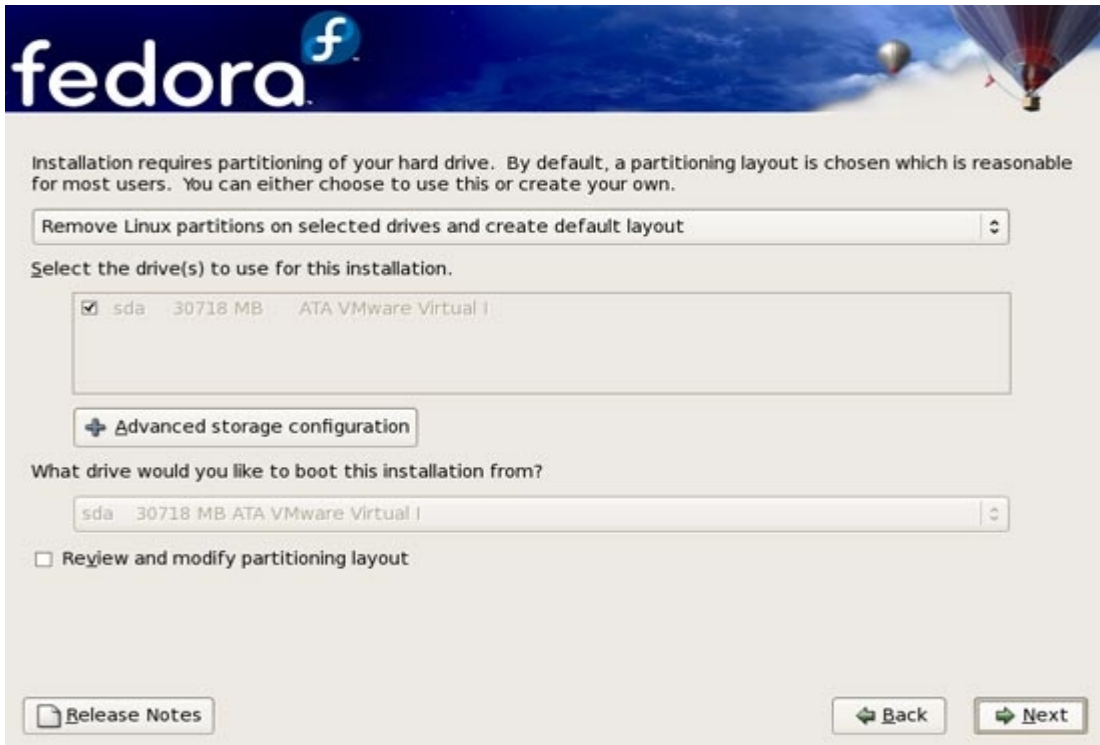 fedora
Installation requires partitioning of your hard drive.  By default, a partitioning layout is chosen which is reasonable
for most users.  You can either choose to use this or create your own.
Remove Linux partitions on selected drives and create default layout
Select the drive(s) to use for this installation.
sda 30718 MB ATA VMware Virtual I
Advanced storage configuration
What drive would you like to boot this installation from?
sda 30718 MB ATA VMware Virtual I
Review and modify partitioning layout
Release Notes
Back
Next